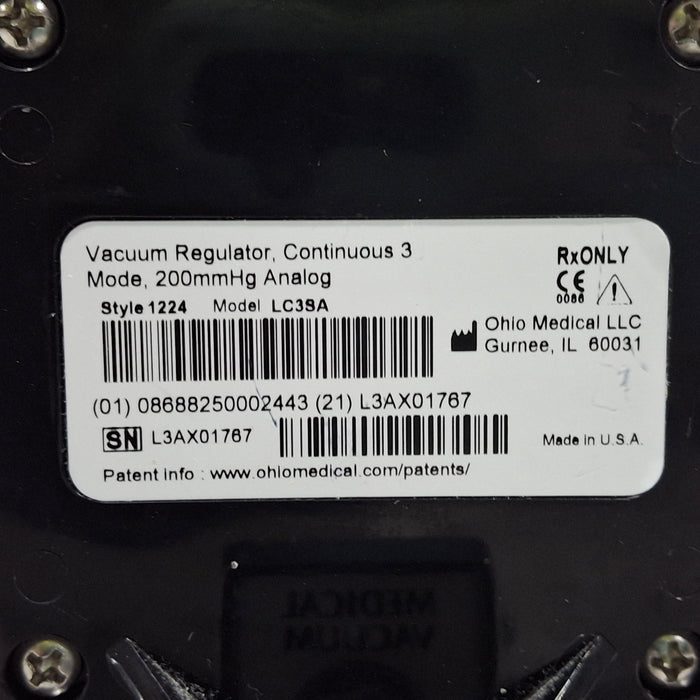 Vacuum Regulator, Continuous 3
Mode, 200mmHg Analog
RxONLY
CE
0086
Style 1224 Model LC3SA
Ohio Medical LLC
Gurnee, IL 60031
(01) 08688250002443 (21) L3AX01767
SN L3AX01767
Made in U.S.A.
Patent info : www.ohiomedical.com/patents/
MEDICAL
VACUUM